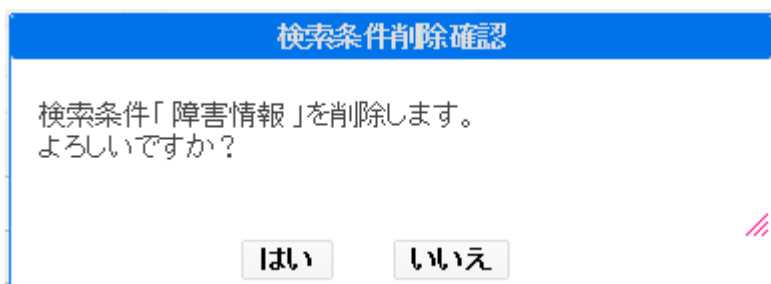 検索条件削除確認
検索条件「 障害情報 」を削除します。
よろしいですか？
はい
いいえ